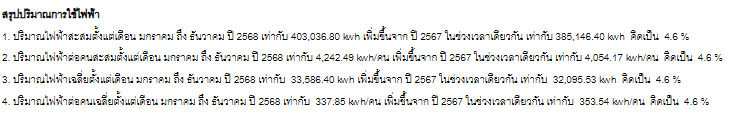 สรุปปริมาณการใช้ไฟฟ้า
1. ปริมาณไฟฟ้าสะสมตั้งแต่เดือน มกราคม ถึง ธันวาคม ปี 2568 เท่ากับ 403,036.80 kwh เพิ่มขึ้นจาก ปี 2567 ในช่วงเวลาเดียวกัน เท่ากับ 385,146.40 kwh คิดเป็น 4.6 %
2. ปริมาณไฟฟ้าต่อคนสะสมตั้งแต่เดือน มกราคม ถึง ธันวาคม ปี 2568 เท่ากับ 4,242.49 kwh/คน เพิ่มขึ้นจาก ปี 2567 ในช่วงเวลาเดียวกัน เท่ากับ 4,054.17 kwh/คน คิดเป็น 4.6 %
3. ปริมาณไฟฟ้าเฉลี่ยตั้งแต่เดือน มกราคม ถึง ธันวาคม ปี 2568 เท่ากับ 33,586.40 kwh เพิ่มขึ้นจาก ปี 2567 ในช่วงเวลาเดียวกัน เท่ากับ 32,095.53 kwh คิดเป็น 4.6 %
4. ปริมาณไฟฟ้าต่อคนเฉลี่ยตั้งแต่เดือน มกราคม ถึง ธันวาคม ปี 2568 เท่ากับ 337.85 kwh/คน เพิ่มขึ้นจาก ปี 2567 ในช่วงเวลาเดียวกัน เท่ากับ 353.54 kwh/คน คิดเป็น 4.6 %